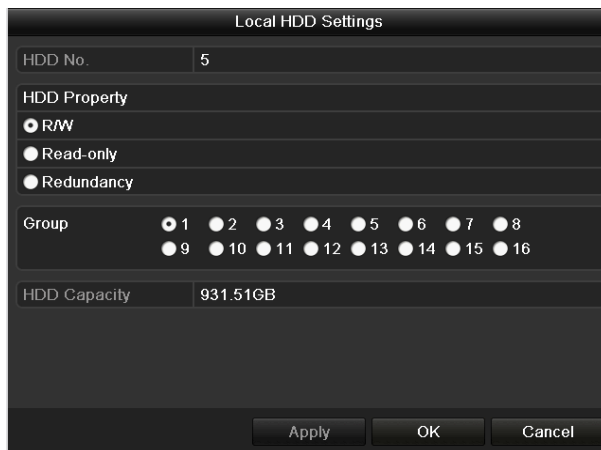 Local HDD Settings
HDD No. 5
HDD Property
R/W
Read-only
Redundancy
Group 1 2 3 4 5 6 7 8
9 10 11 12 13 14 15 16
HDD Capacity 931.51GB
Apply OK Cancel